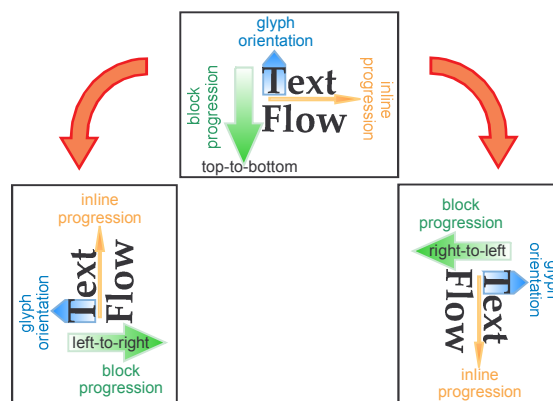 glyph
orientation
Text
Flow
block
progression
inline
progression
top-to-bottom
inline
progression
Text
Flow
glyph
orientation
left-to-right
block
progression
block
progression
right-to-left
Text
Flow
glyph
orientation
inline
progression